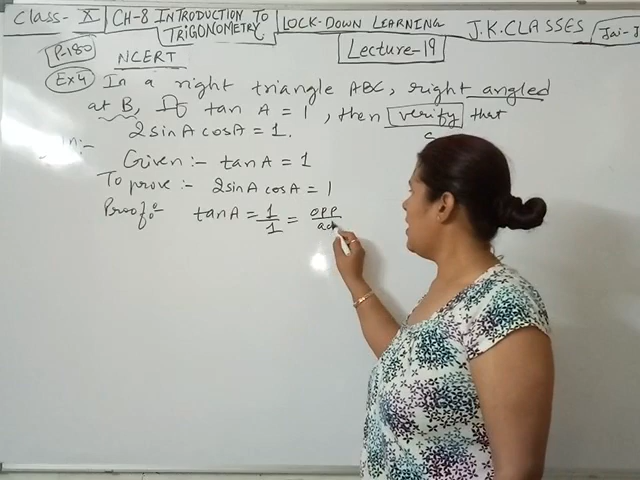 Class- X CH-8 INTRODUCTION TO TRIGONOMETRY LOCK-DOWN LEARNING J.K.CLASSES
P-180 NCERT Lecture-19
Ex 4 In a right triangle ABC, right angled
at B, If tan A = 1, then verify that
2 sin A cos A = 1.
Given :- tan A = 1
To prove :- 2 sin A cos A = 1
Proof :- tan A = 1/1 = opp/adj